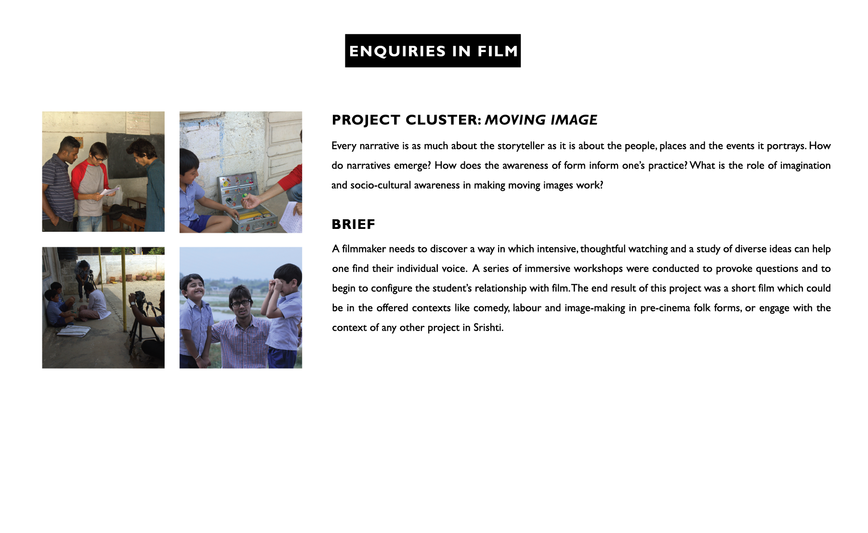 ENQUIRIES IN FILM
PROJECT CLUSTER: MOVING IMAGE
Every narrative is as much about the storyteller as it is about the people, places and the events it portrays. How
do narratives emerge? How does the awareness of form inform one's practice? What is the role of imagination
and socio-cultural awareness in making moving images work?
BRIEF
A filmmaker needs to discover a way in which intensive, thoughtful watching and a study of diverse ideas can help
one find their individual voice. A series of immersive workshops were conducted to provoke questions and to
begin to configure the student's relationship with film. The end result of this project was a short film which could
be in the offered contexts like comedy, labour and image-making in pre-cinema folk forms, or engage with the
context of any other project in Srishti.